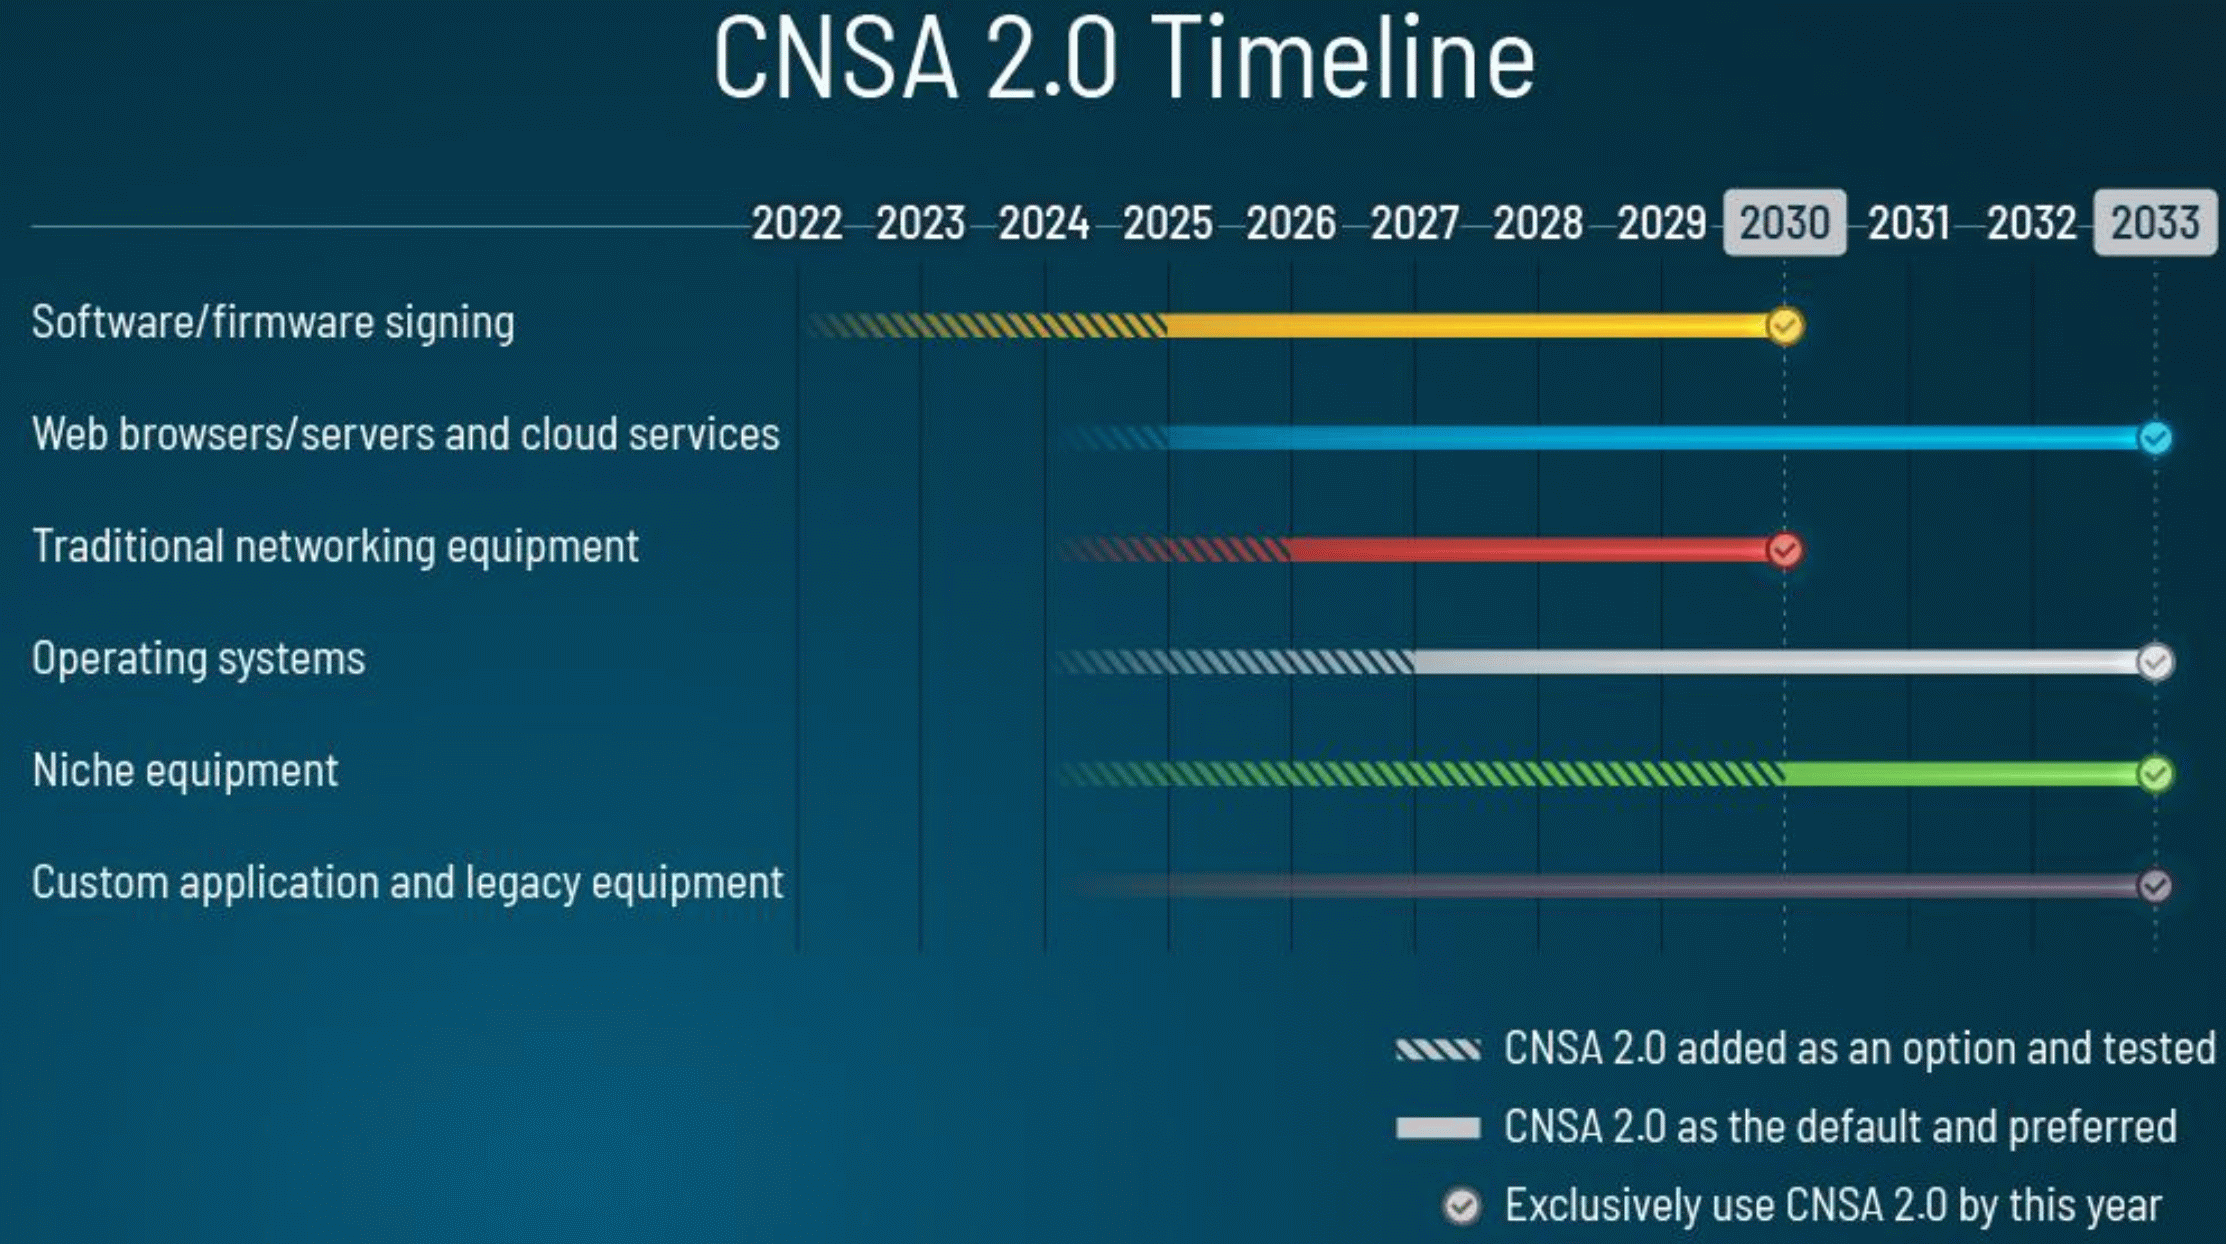 CNSA 2.0 Timeline
2022 2023 2024 2025 2026 2027 2028 2029 2030 2031 2032 2033
Software/firmware signing
Web browsers/servers and cloud services
Traditional networking equipment
Operating systems
Niche equipment
Custom application and legacy equipment
CNSA 2.0 added as an option and tested
CNSA 2.0 as the default and preferred
Exclusively use CNSA 2.0 by this year